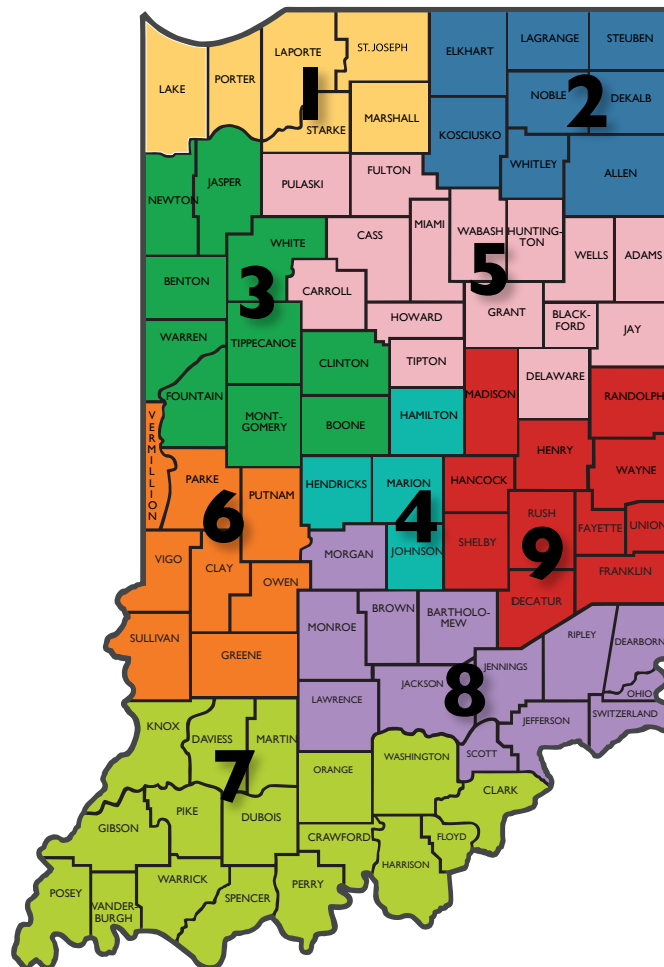 LAGRANGE
STEUBEN
LAPORTE
ST. JOSEPH
ELKHART
PORTER
LAKE
1
NOBLE
2
DEKALB
STARKE
MARSHALL
KOSCIUSKO
WHITLEY
ALLEN
PULASKI
FULTON
JASPER
NEWTON
MIAMI
WABASH
HUNTING-
TON
CASS
WHITE
WELLS
ADAMS
5
BENTON
3
CARROLL
HOWARD
GRANT
BLACK-
FORD
JAY
WARREN
TIPPECANOE
CLINTON
TIPTON
DELAWARE
FOUNTAIN
MADISON
RANDOLPH
MONT-
GOMERY
BOONE
HAMILTON
VERMILLION
HENRY
PARKE
PUTNAM
HENDRICKS
MARION
HANCOCK
WAYNE
6
4
RUSH
FAYETTE
UNION
VIGO
CLAY
MORGAN
JOHNSON
SHELBY
9
OWEN
FRANKLIN
DECATUR
SULLIVAN
MONROE
BROWN
BARTHOLO-
MEW
RIPLEY
DEARBORN
GREENE
JENNINGS
JACKSON
8
OHIO
LAWRENCE
SWITZERLAND
JEFFERSON
KNOX
DAVIESS
MARTIN
SCOTT
WASHINGTON
7
ORANGE
CLARK
PIKE
DUBOIS
GIBSON
CRAWFORD
FLOYD
HARRISON
WARRICK
PERRY
POSEY
SPENCER
VANDER-
BURGH